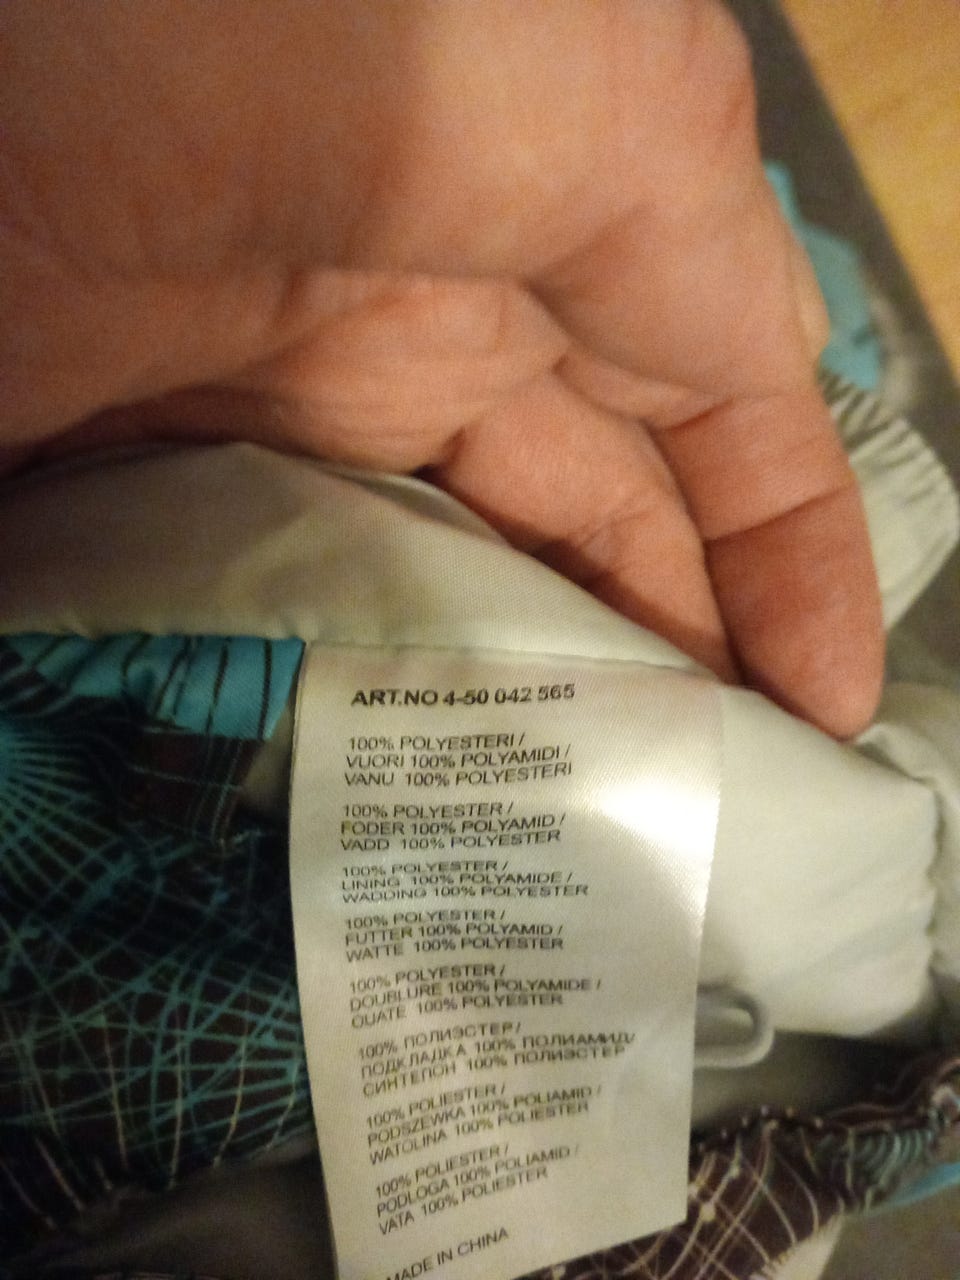 ART.NO 4-50 042 565
100% POLYESTERI /
VUORI 100% POLYAMIDI /
VANU 100% POLYESTERI
100% POLYESTER /
FODER 100% POLYAMID /
VADD 100% POLYESTER
100% POLYESTER /
LINING 100% POLYAMIDE /
WADDING 100% POLYESTER
100% POLYESTER /
FUTTER 100% POLYAMID /
WATTE 100% POLYESTER
100% POLYESTER /
DOUBLURE 100% POLYAMIDE /
OUATE 100% POLYESTER
100% ПОЛИЭСТЕР /
ПОДКЛАДКА 100% ПОЛИАМИД /
СИНТЕПОН 100% ПОЛИЭСТЕР
100% POLIESTER /
PODSZEWKA 100% POLIAMID /
WATOLINA 100% POLIESTER
100% POLIESTER /
PODLOGA 100% POLIAMID /
VATA 100% POLIESTER
MADE IN CHINA